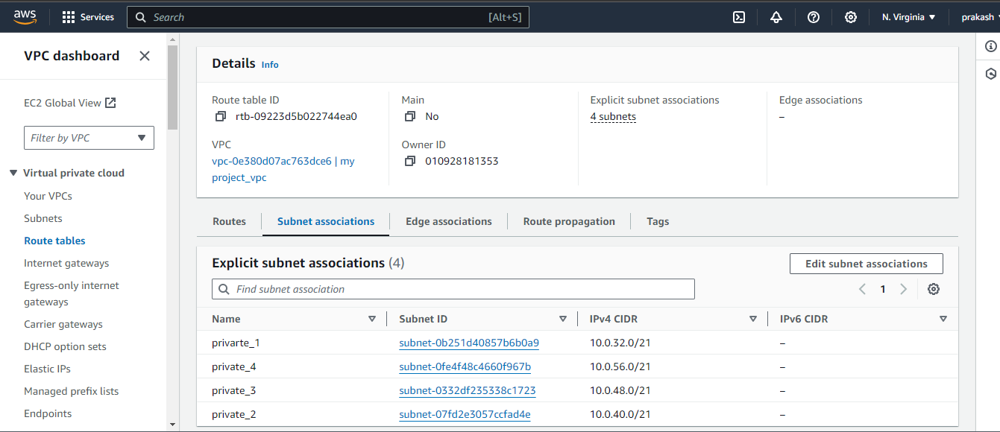 aws
Services
Search
[Alt+S]
N. Virginia
prakash
VPC dashboard
EC2 Global View
Filter by VPC
Virtual private cloud
Your VPCs
Subnets
Route tables
Internet gateways
Egress-only internet
gateways
Carrier gateways
DHCP option sets
Elastic IPs
Managed prefix lists
Endpoints
Details Info
Route table ID
rtb-09223d5b022744ea0
Main
No
Explicit subnet associations
4 subnets
Edge associations
–
VPC
vpc-0e380d07ac763dce6 | my
project_vpc
Owner ID
010928181353
Routes
Subnet associations
Edge associations
Route propagation
Tags
Explicit subnet associations (4)
Edit subnet associations
Find subnet association
1
Name Subnet ID IPv4 CIDR IPv6 CIDR
privarte_1 subnet-0b251d40857b6b0a9 10.0.32.0/21 –
private_4 subnet-0fe4f48c4660f967b 10.0.56.0/21 –
private_3 subnet-0332df235338c1723 10.0.48.0/21 –
private_2 subnet-07fd2e3057ccfad4e 10.0.40.0/21 –